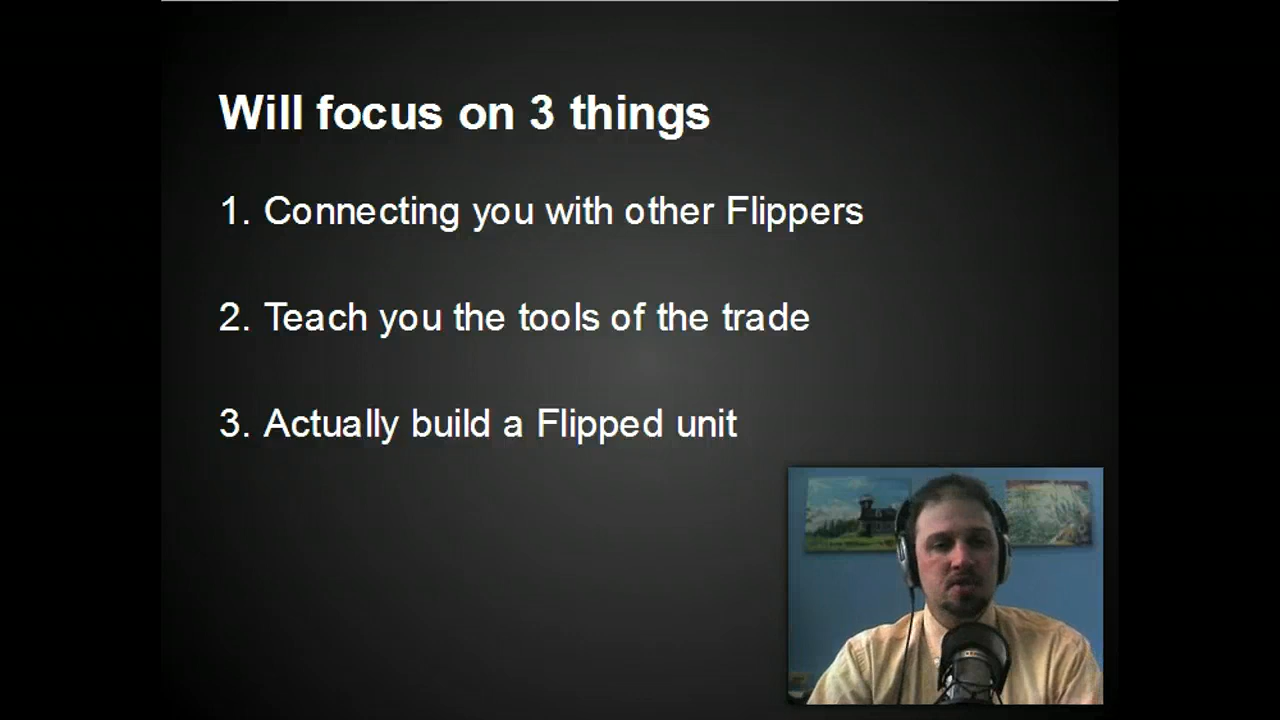 Will focus on 3 things
1. Connecting you with other Flippers
2. Teach you the tools of the trade
3. Actually build a Flipped unit